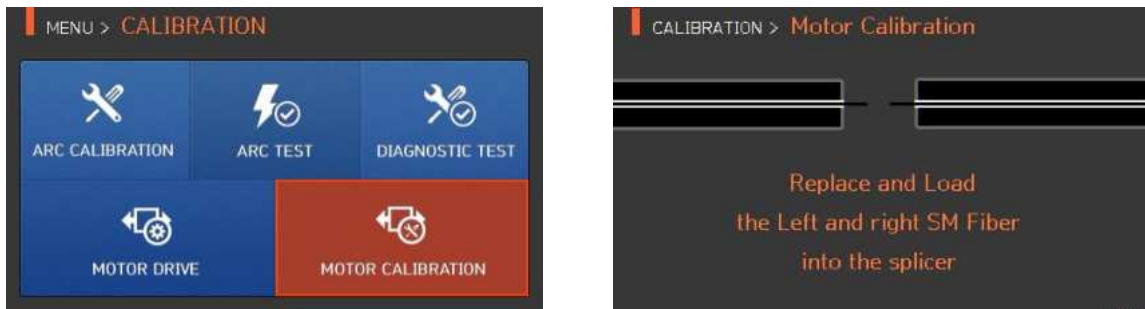 MENU > CALIBRATION
ARC CALIBRATION
ARC TEST
DIAGNOSTIC TEST
MOTOR DRIVE
MOTOR CALIBRATION
CALIBRATION > Motor Calibration
Replace and Load
the Left and right SM Fiber
into the splicer